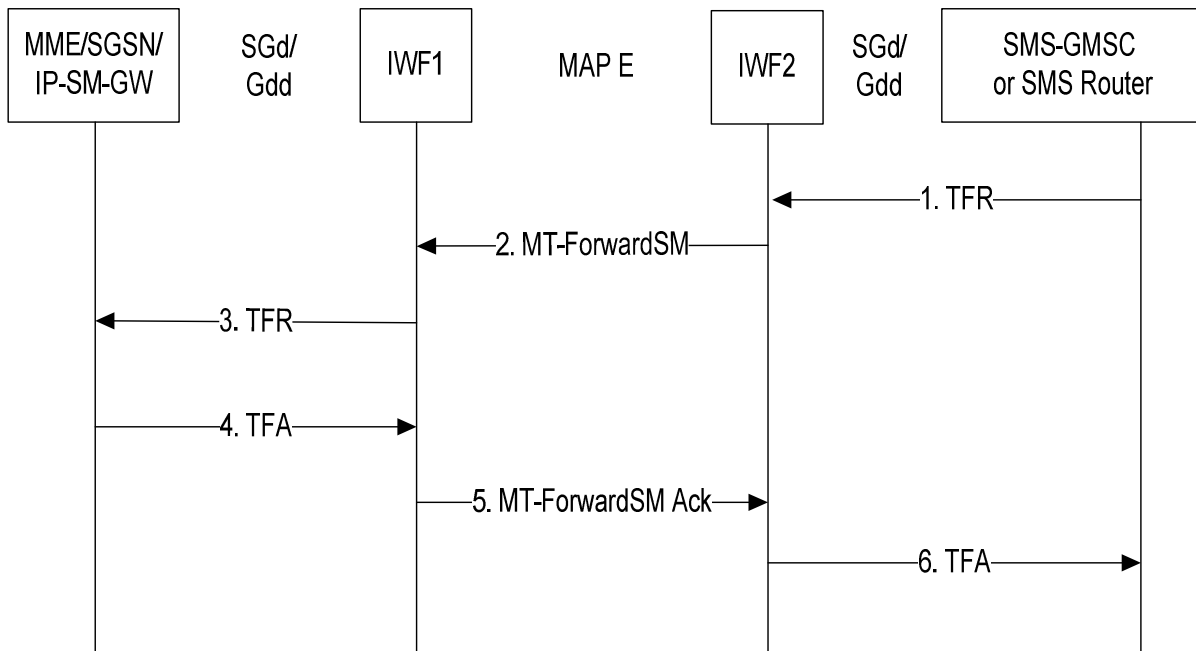 MME/SGSN/
IP-SM-GW
SGd/
Gdd
IWF1
MAP E
IWF2
SGd/
Gdd
SMS-GMSC
or SMS Router
1. TFR
2. MT-ForwardSM
3. TFR
4. TFA
5. MT-ForwardSM Ack
6. TFA